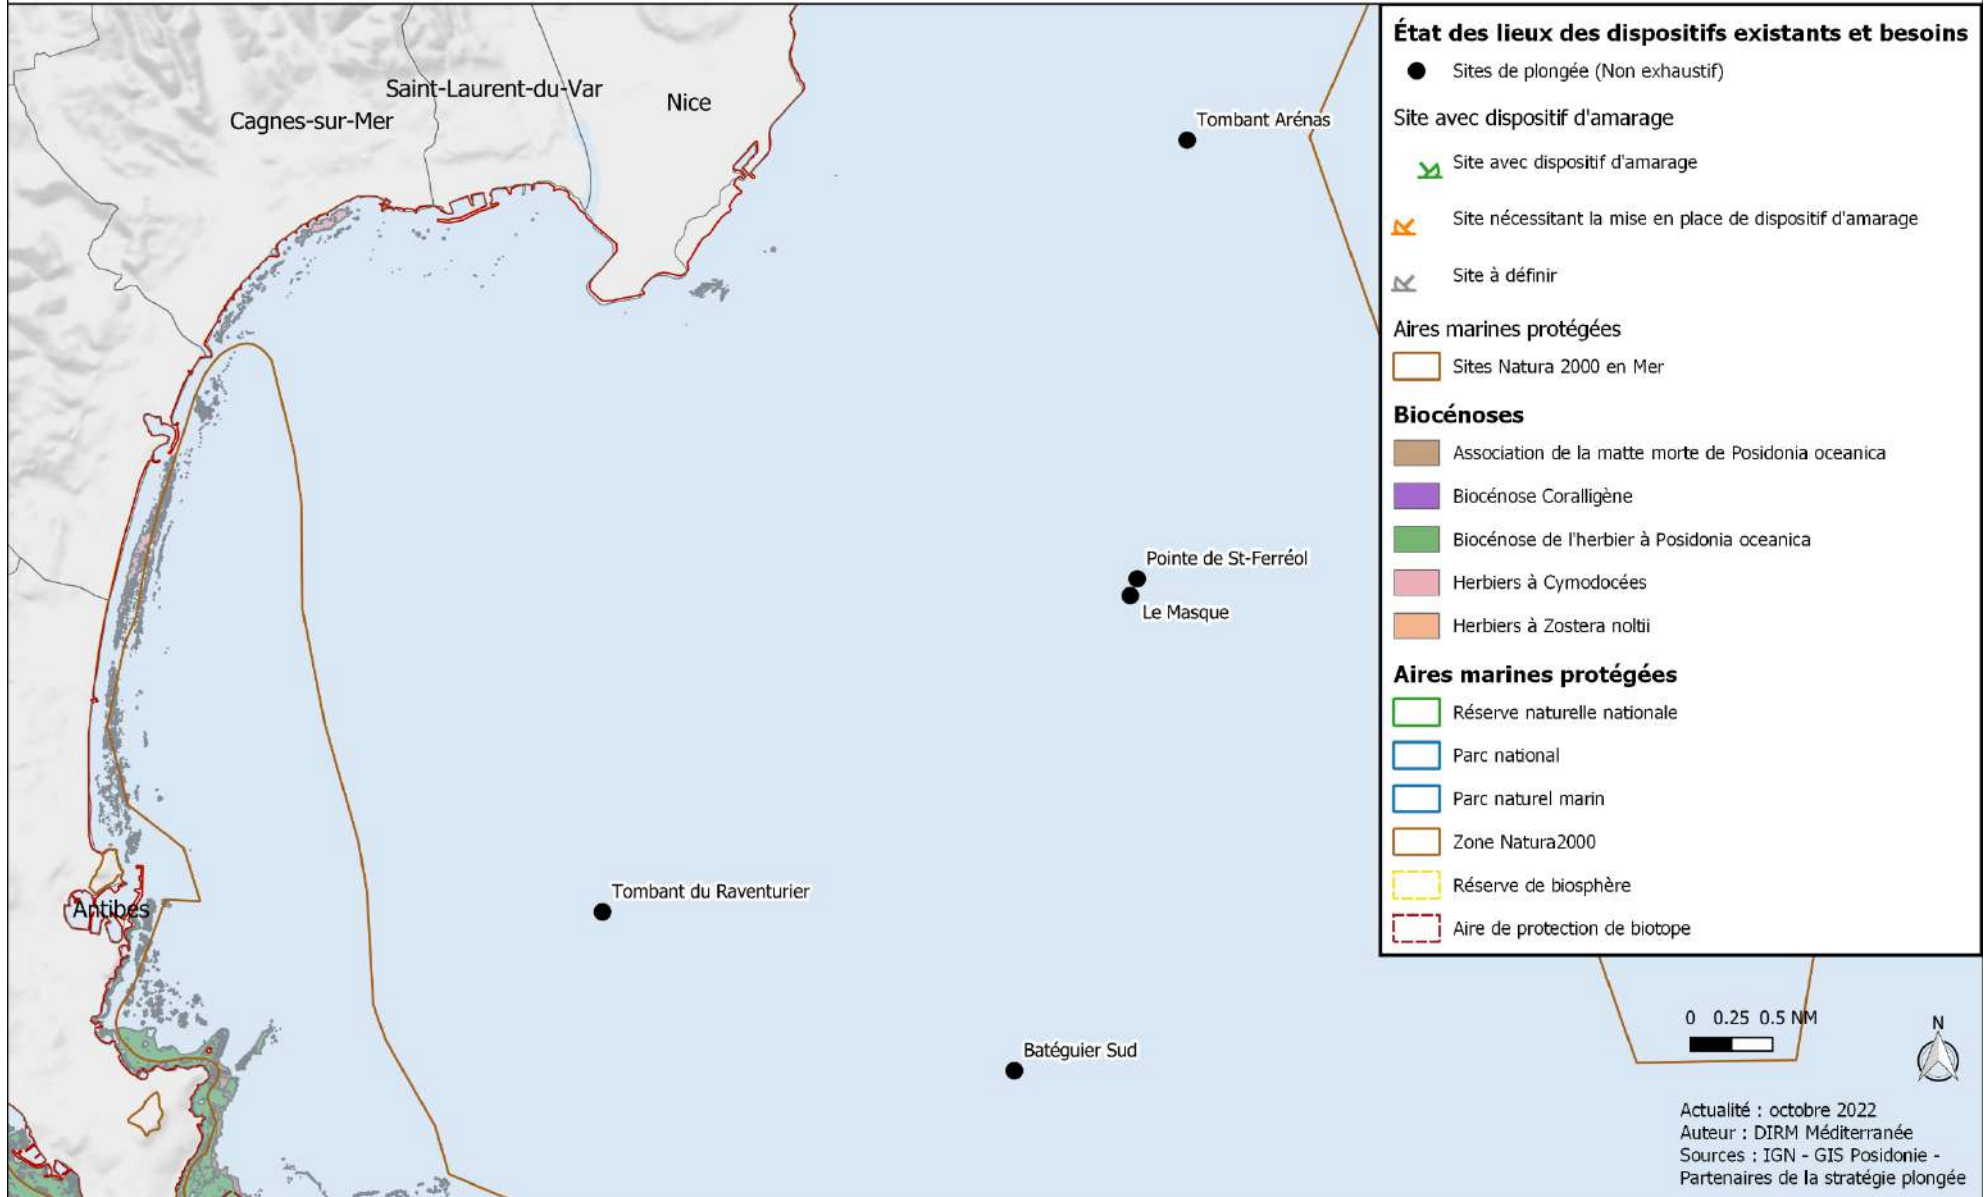 Saint-Laurent-du-Var
Nice
Cagnes-sur-Mer
Tombant Arénas
Pointe de St-Ferréol
Le Masque
Tombant du Raventurier
Antibes
Batéguier Sud
État des lieux des dispositifs existants et besoins
Sites de plongée (Non exhaustif)
Site avec dispositif d'amarage
Site avec dispositif d'amarage
Site nécessitant la mise en place de dispositif d'amarage
Site à définir
Aires marines protégées
Sites Natura 2000 en Mer
Biocénoses
Association de la matte morte de Posidonia oceanica
Biocénose Coralligène
Biocénose de l'herbier à Posidonia oceanica
Herbiers à Cymodocées
Herbiers à Zostera noltii
Aires marines protégées
Réserve naturelle nationale
Parc national
Parc naturel marin
Zone Natura2000
Réserve de biosphère
Aire de protection de biotope
0 0.25 0.5 NM
N
Actualité : octobre 2022
Auteur : DIRM Méditerranée
Sources : IGN - GIS Posidonie -
Partenaires de la stratégie plongée